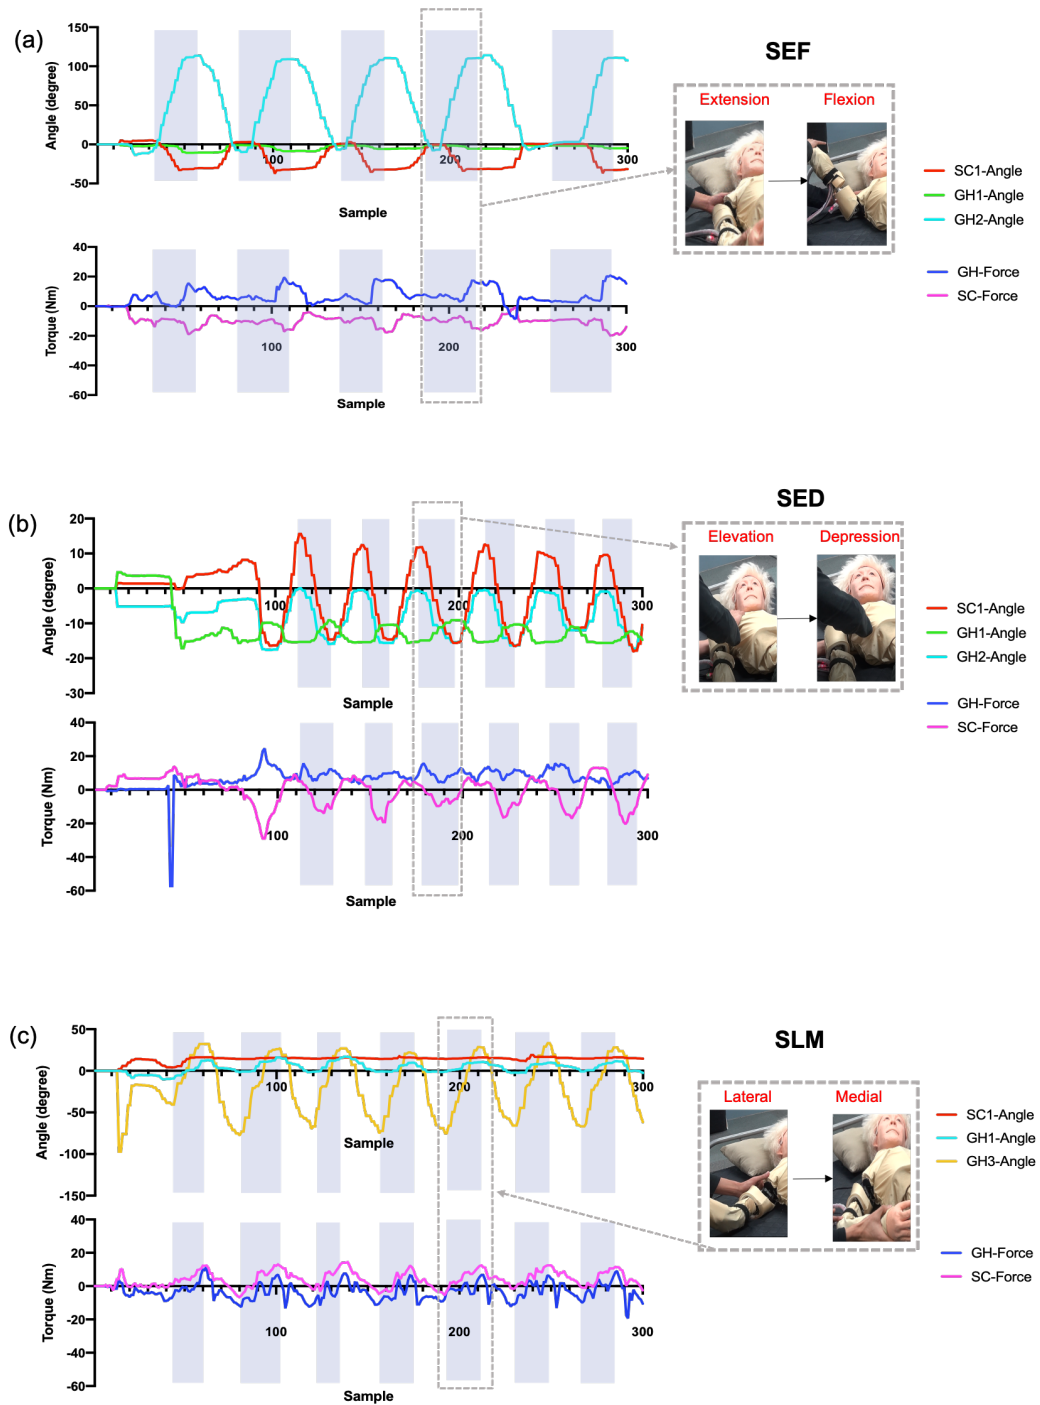 (a)
SEF
150
100
50
0
-50
Angle (degree)
100
200
300
Sample
Extension
Flexion
SC1-Angle
GH1-Angle
GH2-Angle
GH-Force
SC-Force
40
20
0
-20
-40
-60
Torque (Nm)
100
200
300
Sample
(b)
SED
20
10
0
-10
-20
-30
Angle (degree)
100
200
300
Sample
Elevation
Depression
SC1-Angle
GH1-Angle
GH2-Angle
GH-Force
SC-Force
40
20
0
-20
-40
-60
Torque (Nm)
100
200
300
Sample
(c)
SLM
50
0
-50
-100
-150
Angle (degree)
100
200
300
Sample
Lateral
Medial
SC1-Angle
GH1-Angle
GH3-Angle
GH-Force
SC-Force
40
20
0
-20
-40
-60
Torque (Nm)
100
200
300
Sample